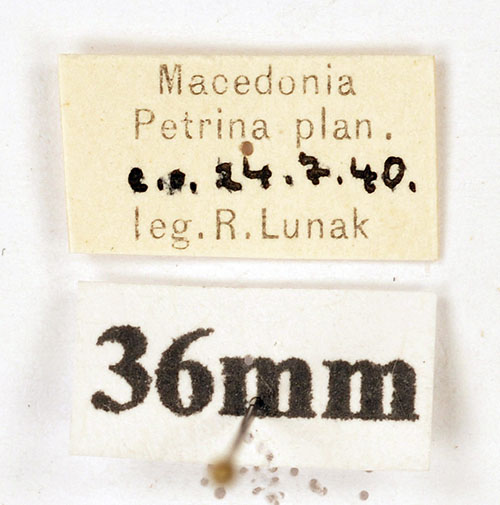 Macedonia
Petrina plan.
e.o. 24.7.40.
leg. R. Lunak
36mm